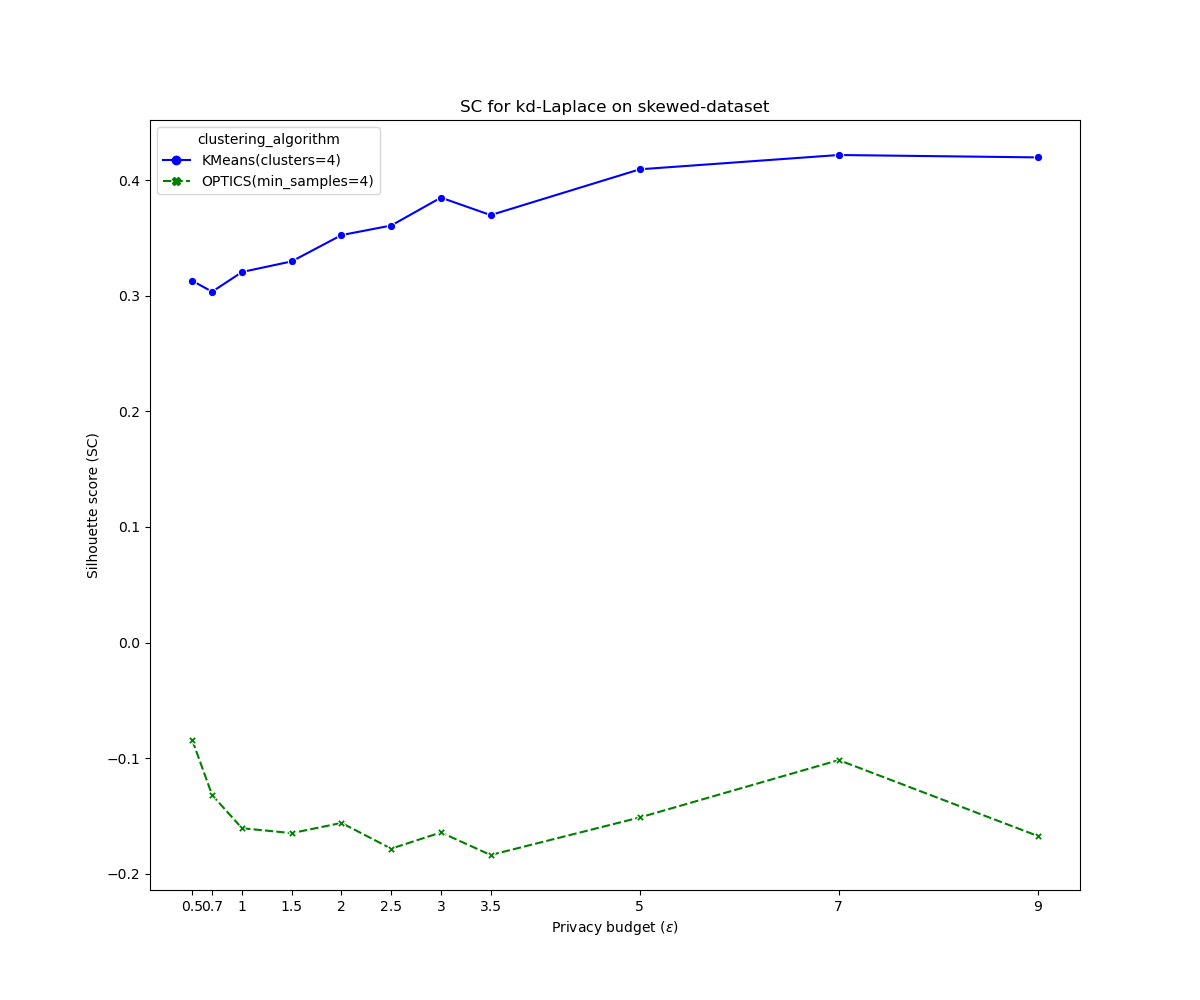 SC for kd-Laplace on skewed-dataset
clustering_algorithm
KMeans(clusters=4)
OPTICS(min_samples=4)
Silhouette score (SC)
0.4
0.3
0.2
0.1
0.0
−0.1
−0.2
0.5 0.7 1 1.5 2 2.5 3 3.5 5 7 9
Privacy budget (ε)